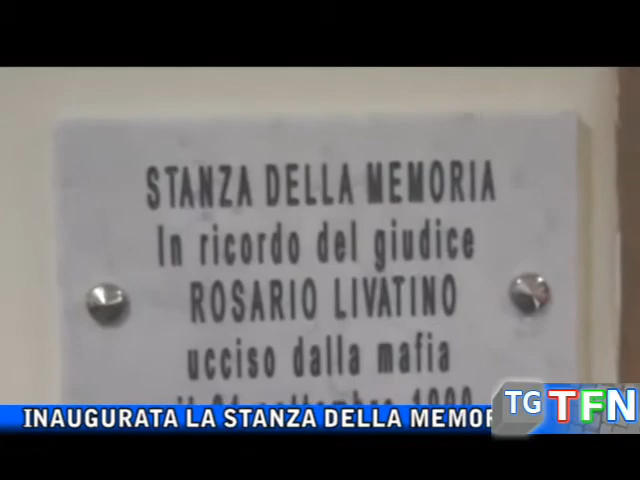 STANZA DELLA MEMORIA
In ricordo del giudice
ROSARIO LIVATINO
ucciso dalla mafia
INAUGURATA LA STANZA DELLA MEMOR
TG TFN